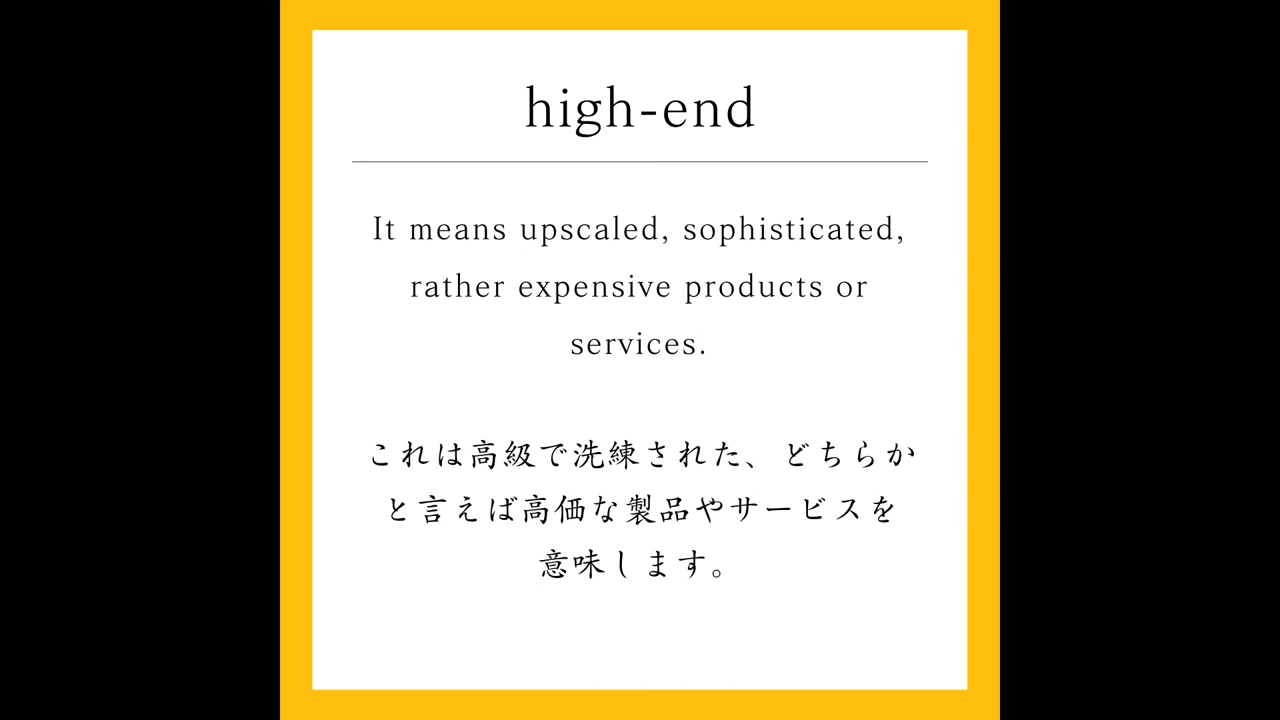 high-end
It means upscaled, sophisticated,
rather expensive products or
services.
これは高級で洗練された、どちらか
と言えば高価な製品やサービスを
意味します。